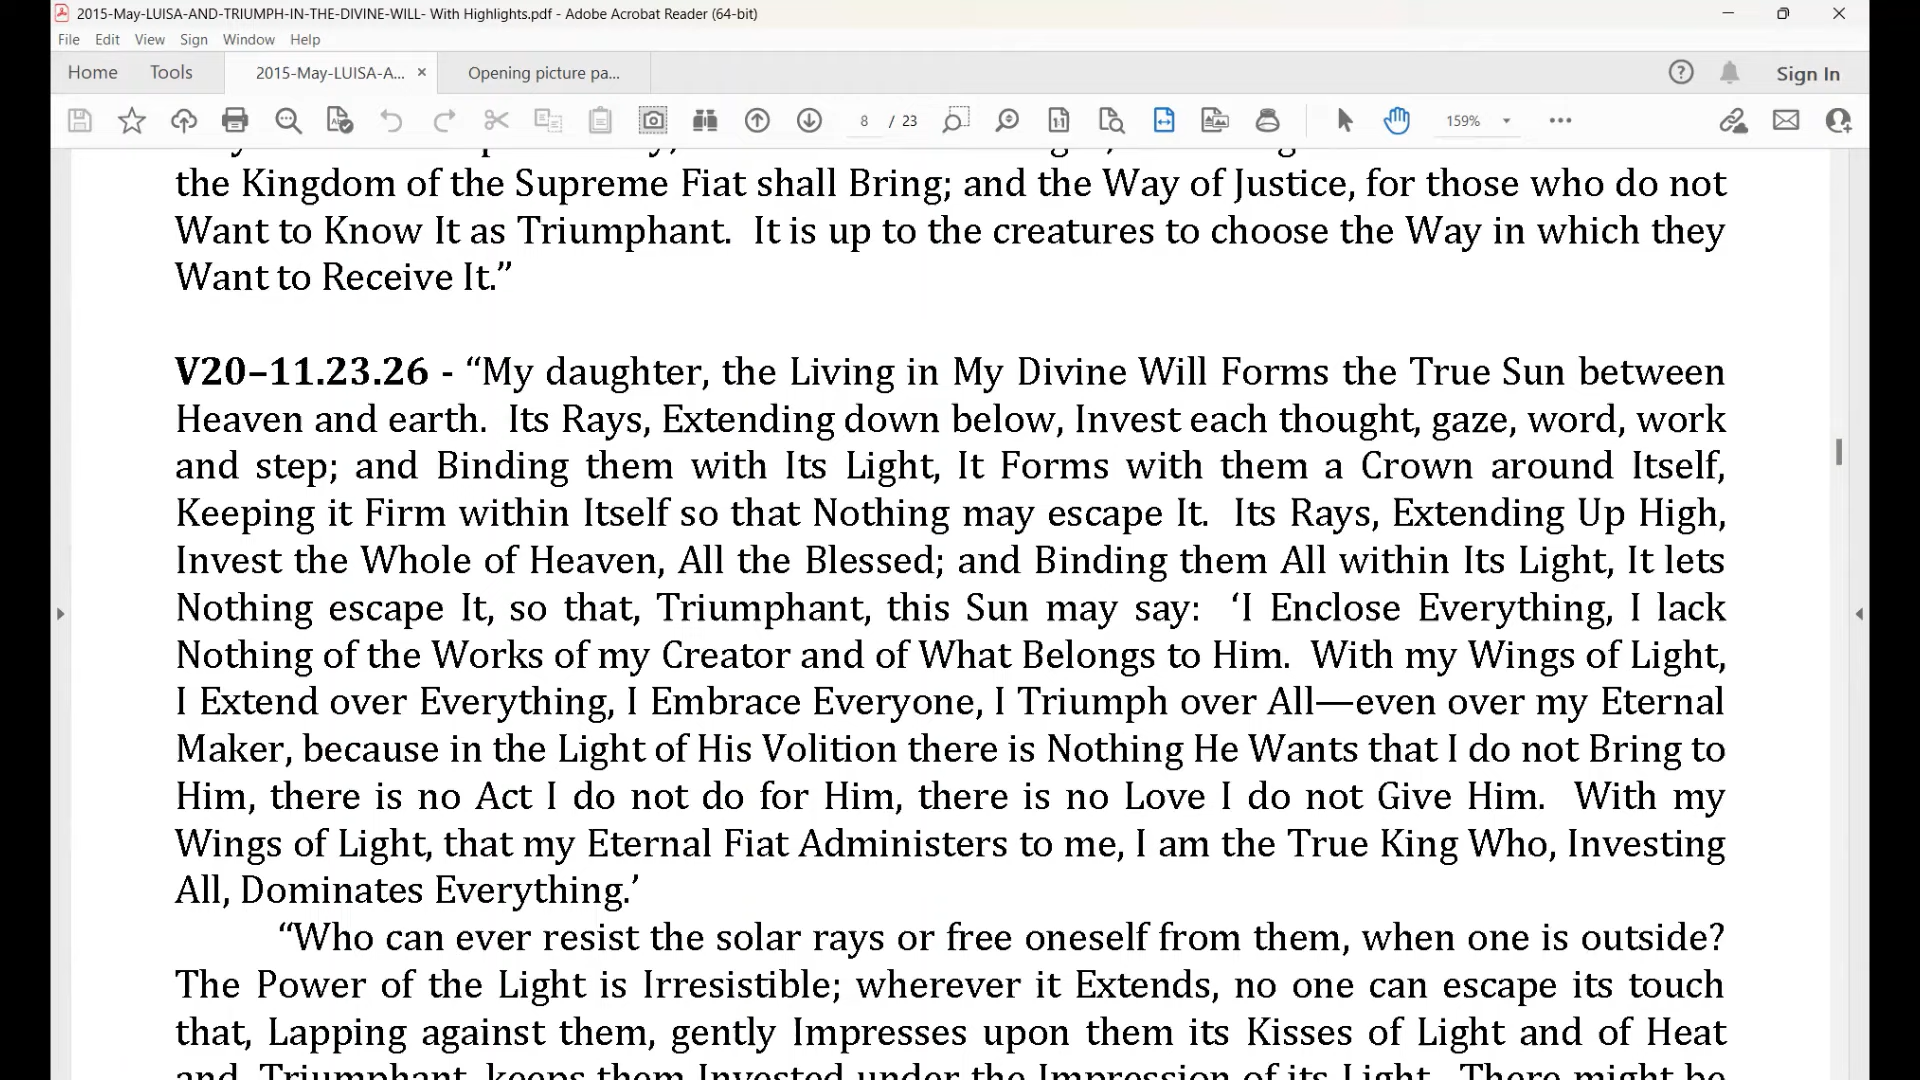 2015-May-LUISA-AND-TRIUMPH-IN-THE-DIVINE-WILL- With Highlights.pdf - Adobe Acrobat Reader (64-bit)
File Edit View Sign Window Help
Home Tools 2015-May-LUISA-A... × Opening picture pa... Sign In
8 / 23 159%
the Kingdom of the Supreme Fiat shall Bring; and the Way of Justice, for those who do not
Want to Know It as Triumphant. It is up to the creatures to choose the Way in which they
Want to Receive It.”
V20–11.23.26 - “My daughter, the Living in My Divine Will Forms the True Sun between
Heaven and earth. Its Rays, Extending down below, Invest each thought, gaze, word, work
and step; and Binding them with Its Light, It Forms with them a Crown around Itself,
Keeping it Firm within Itself so that Nothing may escape It. Its Rays, Extending Up High,
Invest the Whole of Heaven, All the Blessed; and Binding them All within Its Light, It lets
Nothing escape It, so that, Triumphant, this Sun may say: ‘I Enclose Everything, I lack
Nothing of the Works of my Creator and of What Belongs to Him. With my Wings of Light,
I Extend over Everything, I Embrace Everyone, I Triumph over All—even over my Eternal
Maker, because in the Light of His Volition there is Nothing He Wants that I do not Bring to
Him, there is no Act I do not do for Him, there is no Love I do not Give Him. With my
Wings of Light, that my Eternal Fiat Administers to me, I am the True King Who, Investing
All, Dominates Everything.’
“Who can ever resist the solar rays or free oneself from them, when one is outside?
The Power of the Light is Irresistible; wherever it Extends, no one can escape its touch
that, Lapping against them, gently Impresses upon them its Kisses of Light and of Heat
and, Triumphant, keeps them Invested under the Impression of its Light. There might be